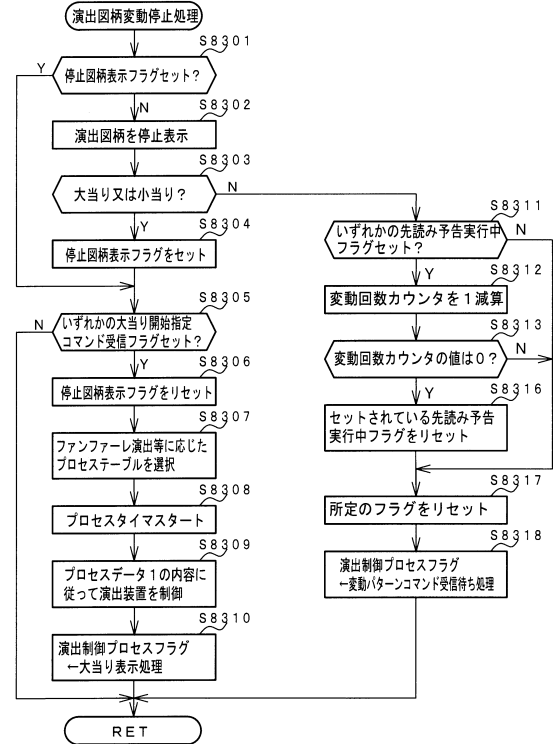 演出図柄変動停止処理
S8301
Y
停止図柄表示フラグセット?
N
S8302
演出図柄を停止表示
S8303
大当り又は小当り?
N
Y
S8304
停止図柄表示フラグをセット
S8305
N
いずれかの大当り開始指定
コマンド受信フラグセット?
Y
S8306
停止図柄表示フラグをリセット
S8307
ファンファーレ演出等に応じた
プロセステーブルを選択
S8308
プロセスタイマスタート
S8309
プロセスデータ1の内容に
従って演出装置を制御
S8310
演出制御プロセスフラグ
←大当り表示処理
RET
S8311
いずれかの先読み予告実行中
フラグセット?
N
Y
S8312
変動回数カウンタを1減算
S8313
変動回数カウンタの値は0?
N
Y
S8316
セットされている先読み予告
実行中フラグをリセット
S8317
所定のフラグをリセット
S8318
演出制御プロセスフラグ
←変動パターンコマンド受信待ち処理